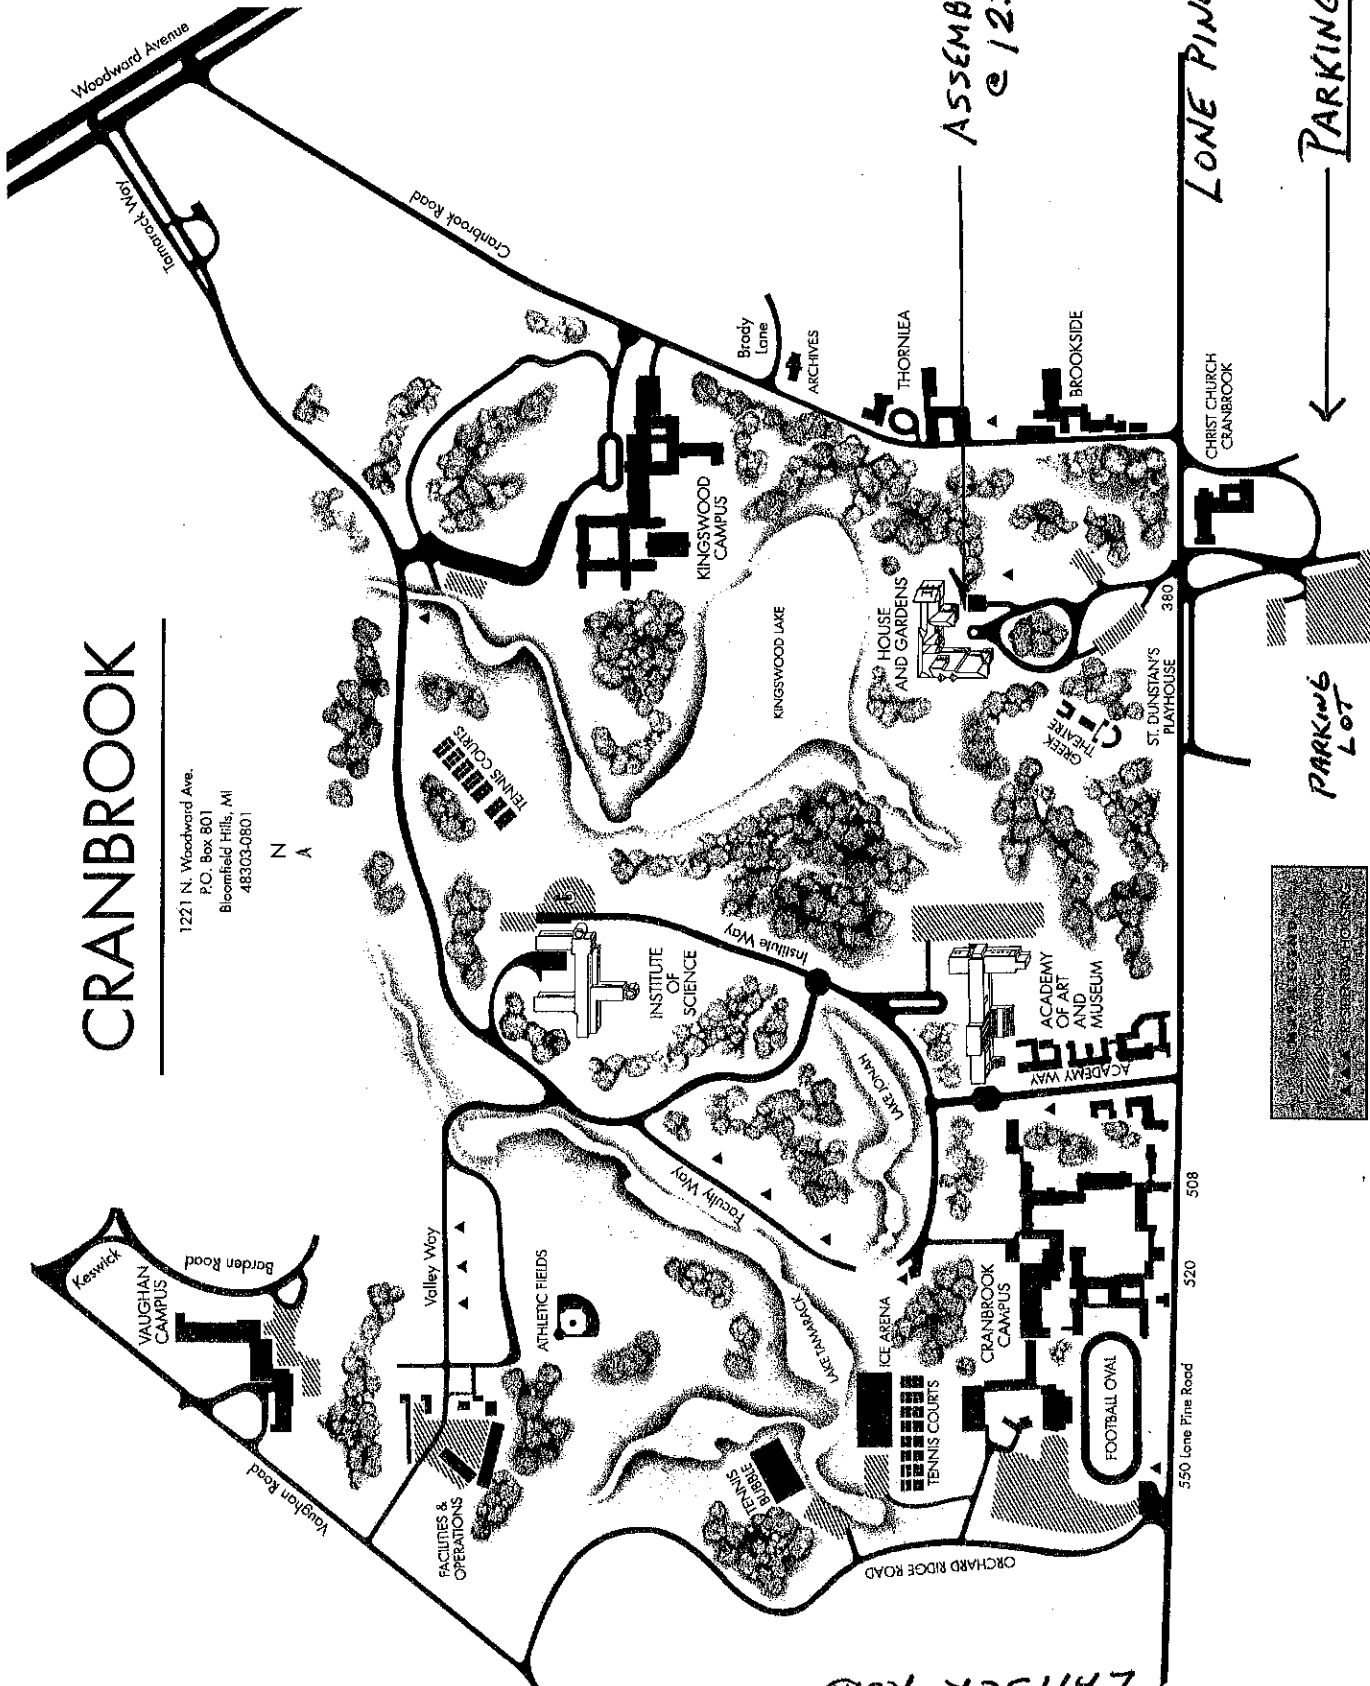 CRANBROOK
1221 N. Woodward Ave.
P.O. Box 801
Bloomfield Hills, MI
48303-0801
N
Woodward Avenue
Tamarack Way
Cranbrook Road
Brady
Lane
ARCHIVES
THORNLEA
BROOKSIDE
CHRIST CHURCH
CRANBROOK
KINGSWOOD
CAMPUS
KINGSWOOD LAKE
HOUSE
AND GARDENS
GREEK
THEATRE
ST. DUNSTAN'S
PLAYHOUSE
380
TENNIS COURTS
INSTITUTE
OF
SCIENCE
Institute Way
ACADEMY
OF ART
AND
MUSEUM
ACADEMY WAY
LAKE JONAH
Faculty Way
LAKE TAMARACK
Valley Way
ATHLETIC FIELDS
Keswick
Barden Road
VAUGHAN
CAMPUS
Vaughan Road
FACILITIES &
OPERATIONS
TENNIS
BUBBLE
ICE ARENA
TENNIS COURTS
CRANBROOK
CAMPUS
FOOTBALL OVAL
ORCHARD RIDGE ROAD
508
520
550 Lone Pine Road
ASSEMB
@ 12:
LONE PINE
PARKING
PARKING
LOT